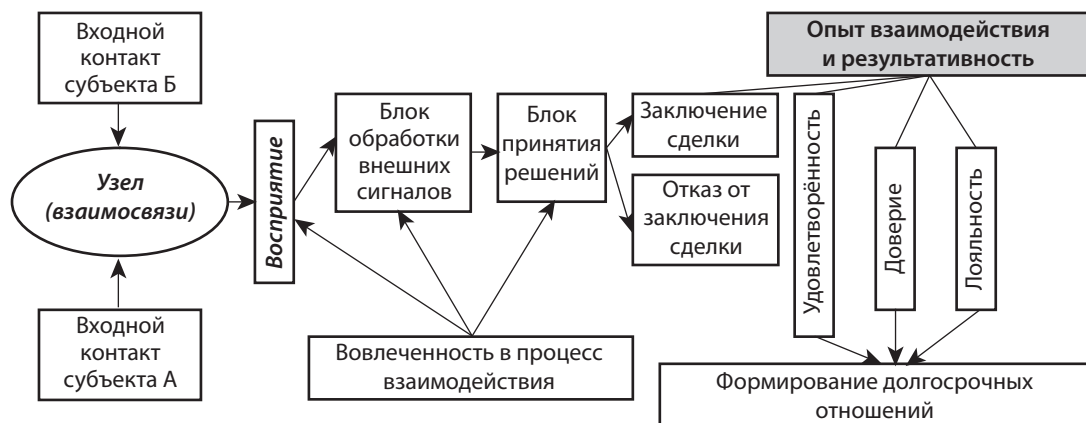 Входной
контакт
субъекта Б
Узел
(взаимосвязи)
Входной
контакт
субъекта А
Восприятие
Блок
обработки
внешних
сигналов
Блок
принятия
решений
Заключение
сделки
Отказ от
заключения
сделки
Опыт взаимодействия
и результативность
Удовлетворённость
Доверие
Лояльность
Вовлеченность в процесс
взаимодействия
Формирование долгосрочных
отношений